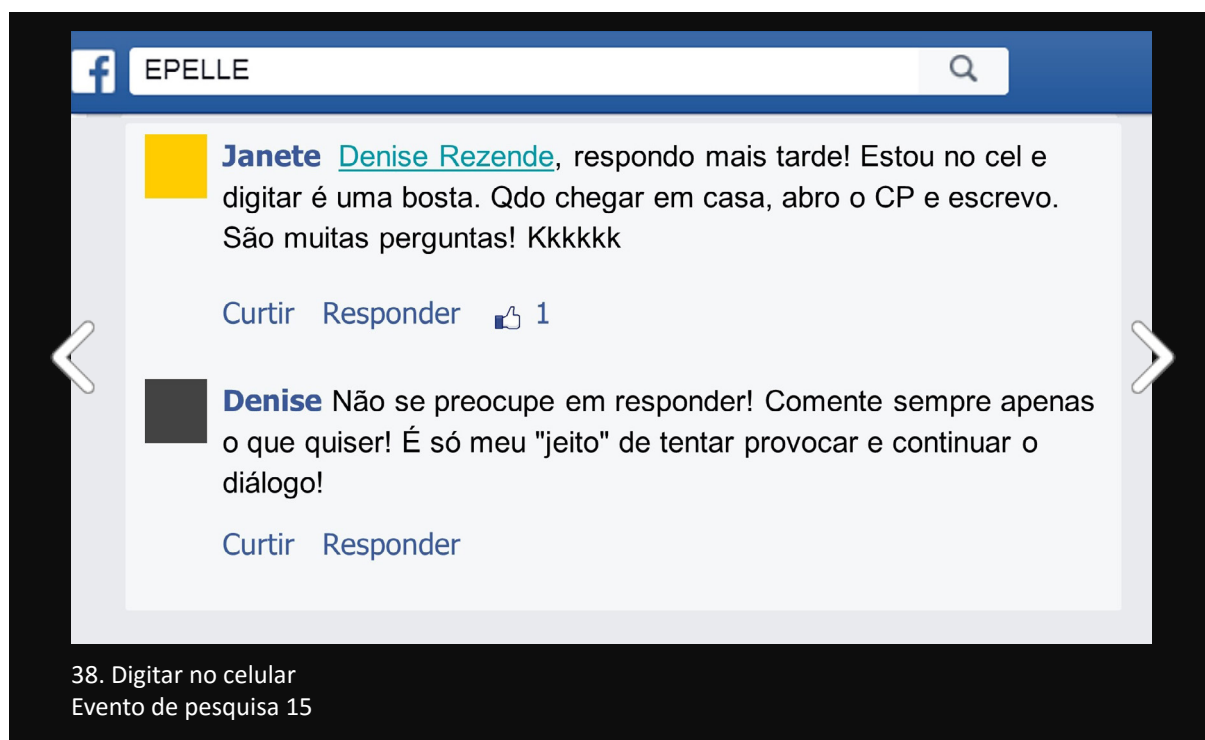 f EPELLE
Janete Denise Rezende, respondo mais tarde! Estou no cel e
digitar é uma bosta. Qdo chegar em casa, abro o CP e escrevo.
São muitas perguntas! Kkkkkk
Curtir Responder 1
Denise Não se preocupe em responder! Comente sempre apenas
o que quiser! É só meu "jeito" de tentar provocar e continuar o
diálogo!
Curtir Responder
38. Digitar no celular
Evento de pesquisa 15